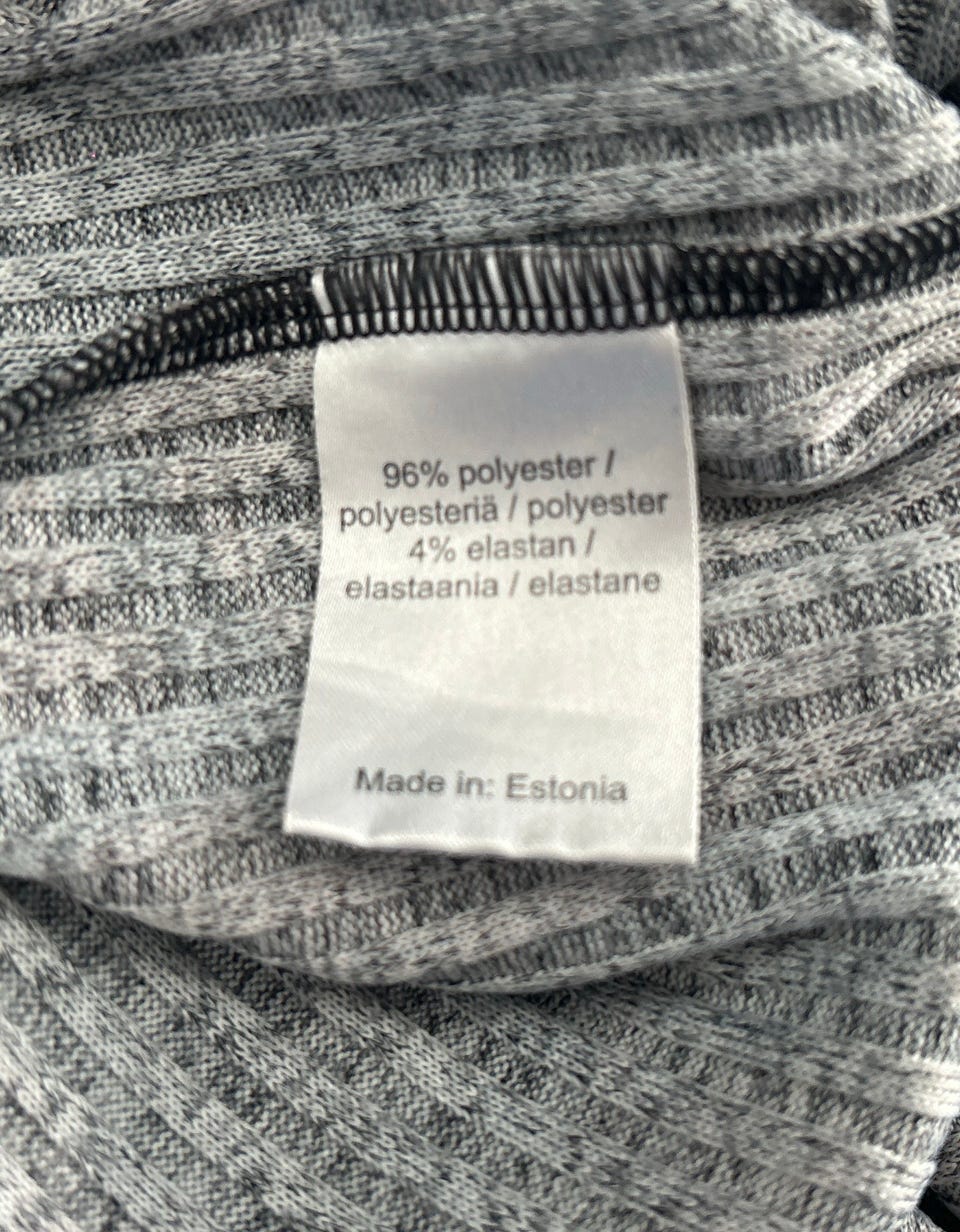 96% polyester /
polyesteriä / polyester
4% elastan /
elastaania / elastane
Made in: Estonia